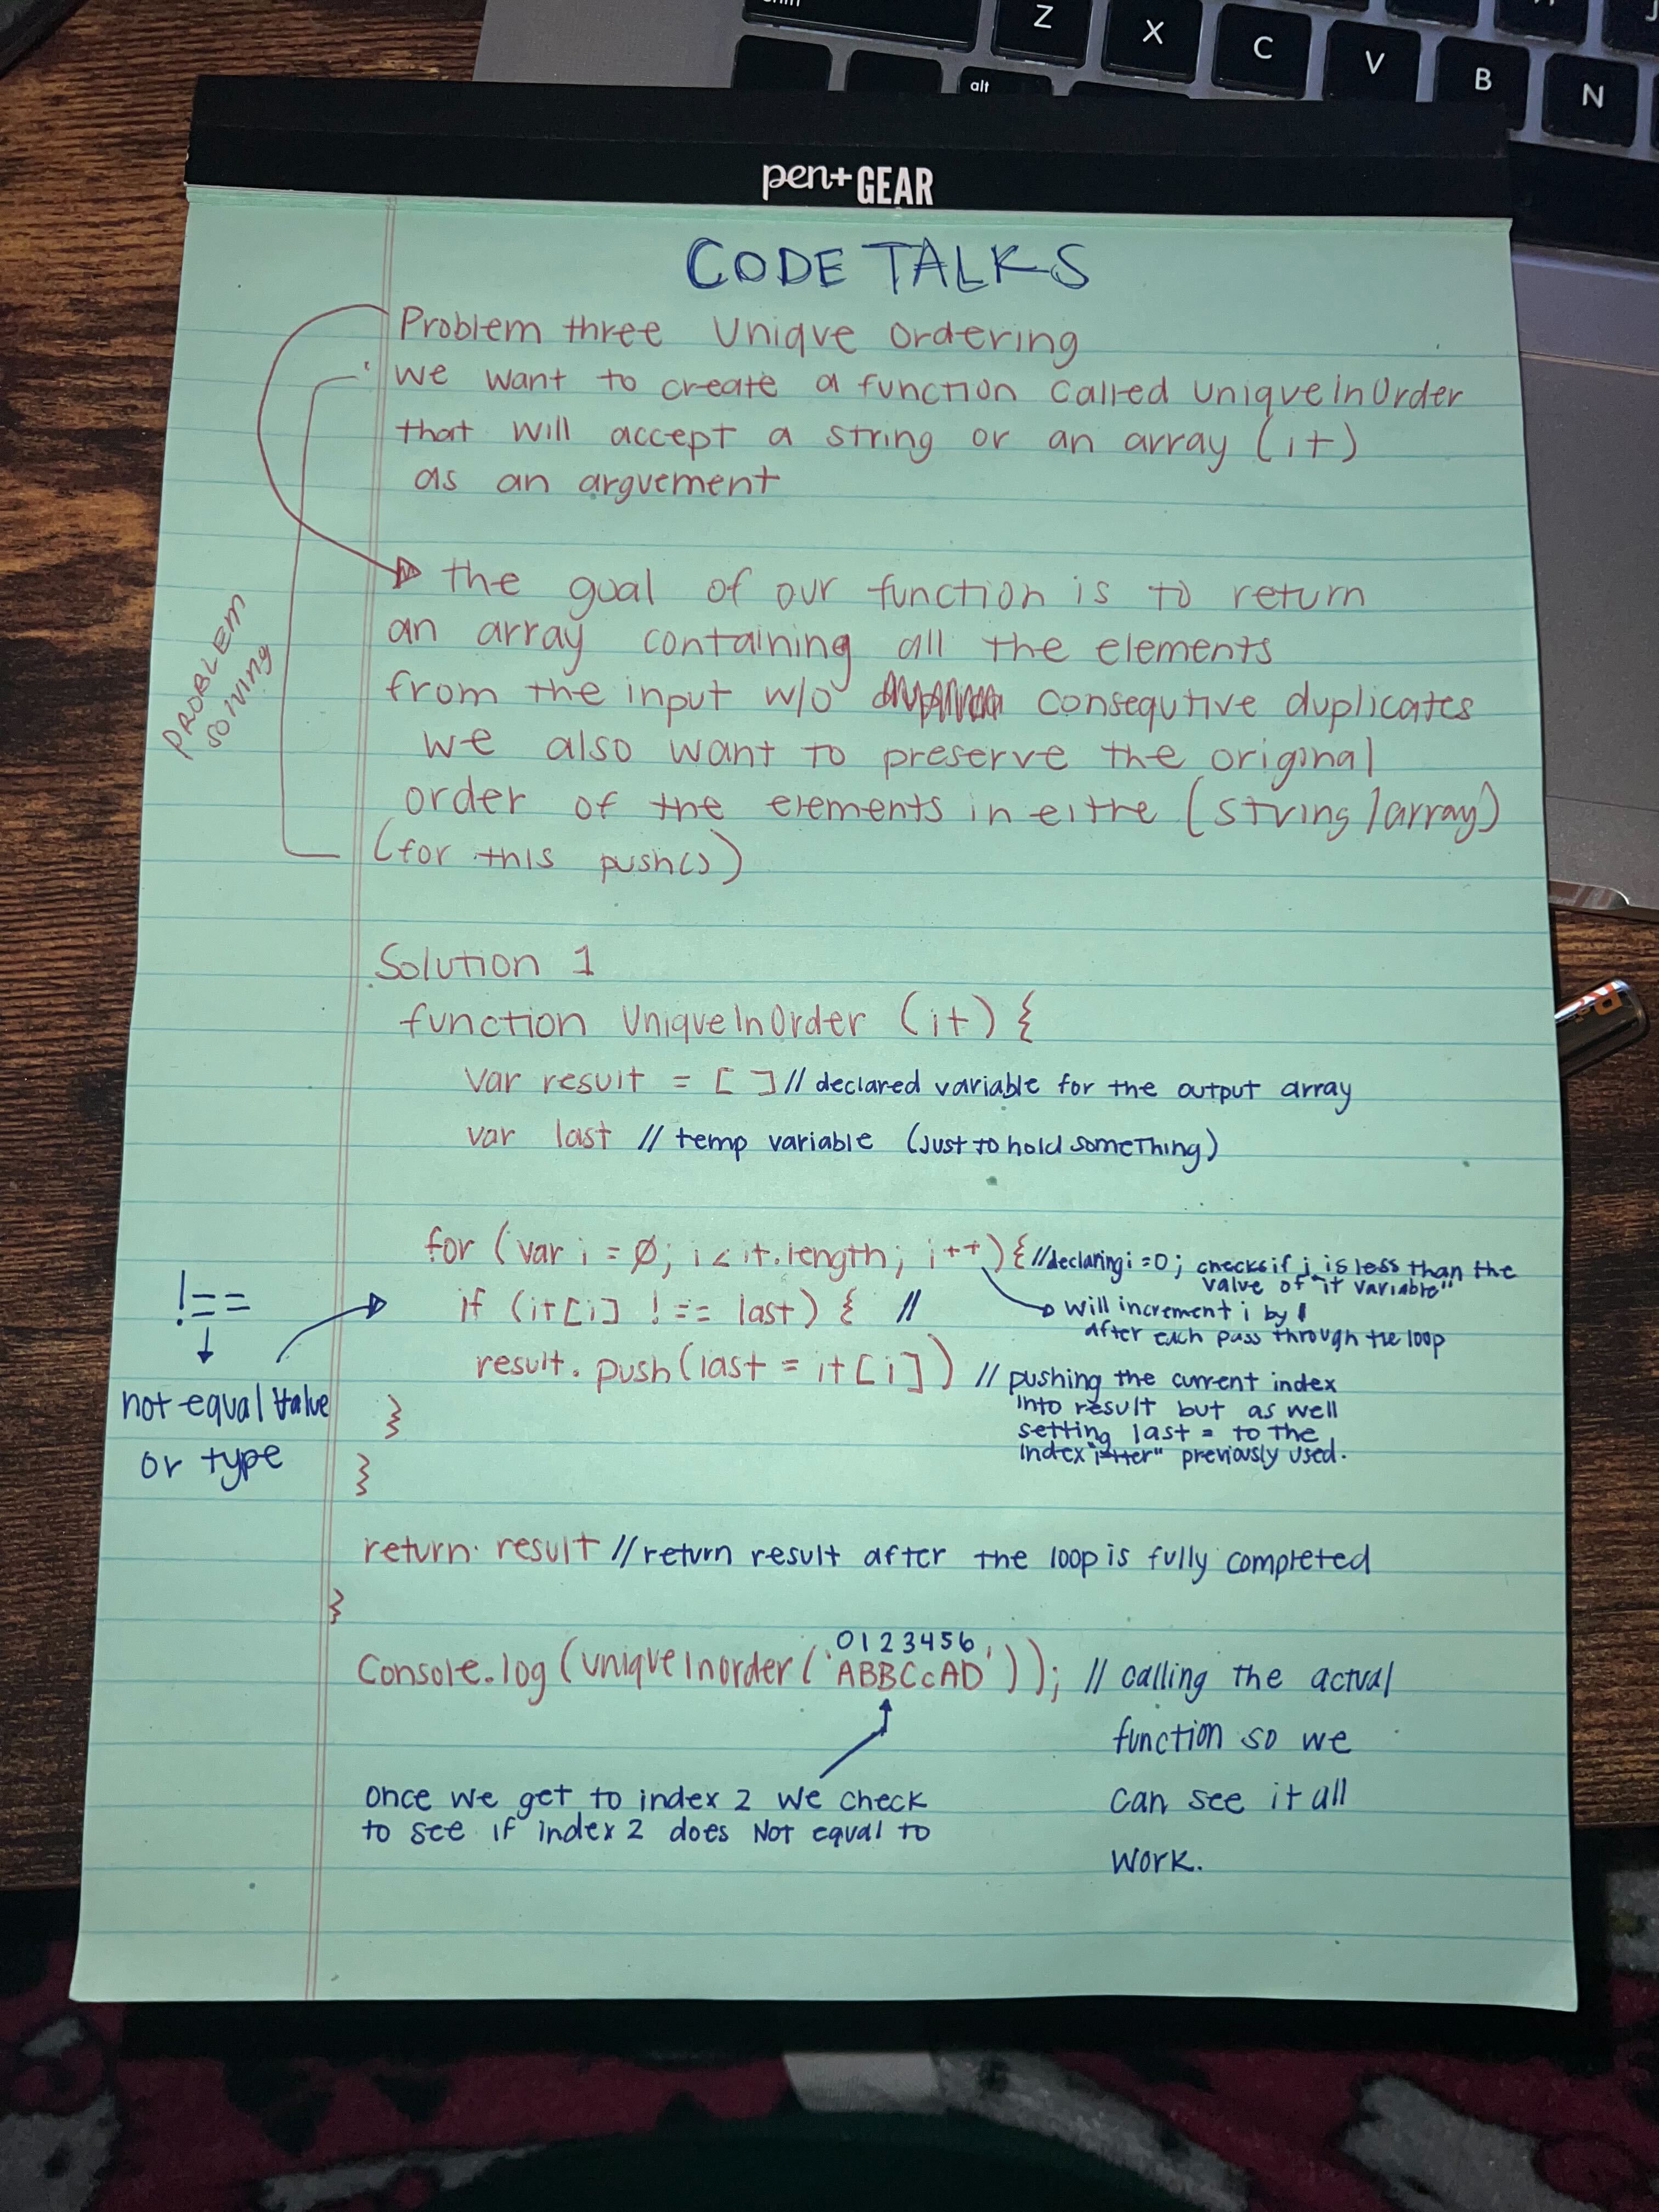 Z X C V B N
alt
pen+GEAR
CODE TALKS
Problem three Unique Ordering
we want to create a function called uniqueInOrder
that will accept a string or an array (it)
as an arguement
the goal of our function is to return
an array containing all the elements
from the input w/o consequtive duplicates
we also want to preserve the original
order of the elements in eitre (string/array)
(for this push())
PROBLEM
solving
Solution 1
function UniqueInOrder (it) {
var result = [ ] // declared variable for the output array
var last // temp variable (just to hold something)
for (var i = 0; i < it.length; i++) { //declaring i = 0; checks if i is less than the
value of "it variable"
will increment i by 1
after each pass through the loop
if (it[i] !== last) { //
result.push(last = it[i]) // pushing the current index
into result but as well
setting last = to the
index previously used.
}
}
!==
not equal value
or type
return result // return result after the loop is fully completed
}
0123456
Console.log(uniqueInorder('ABBCcAD')); // calling the actual
function so we
can see it all
work.
Once we get to index 2 we check
to see if index 2 does Not equal to